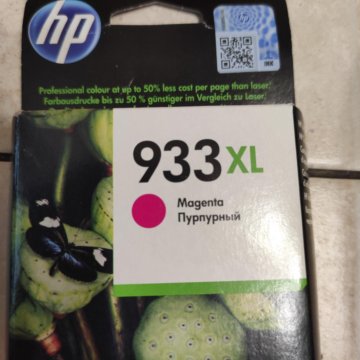 hp
INK
Professional colour at up to 50% less cost per page than laser!
Farbausdrucke bis zu 50 % günstiger im Vergleich zu Laser!
933XL
Magenta
Пурпурный